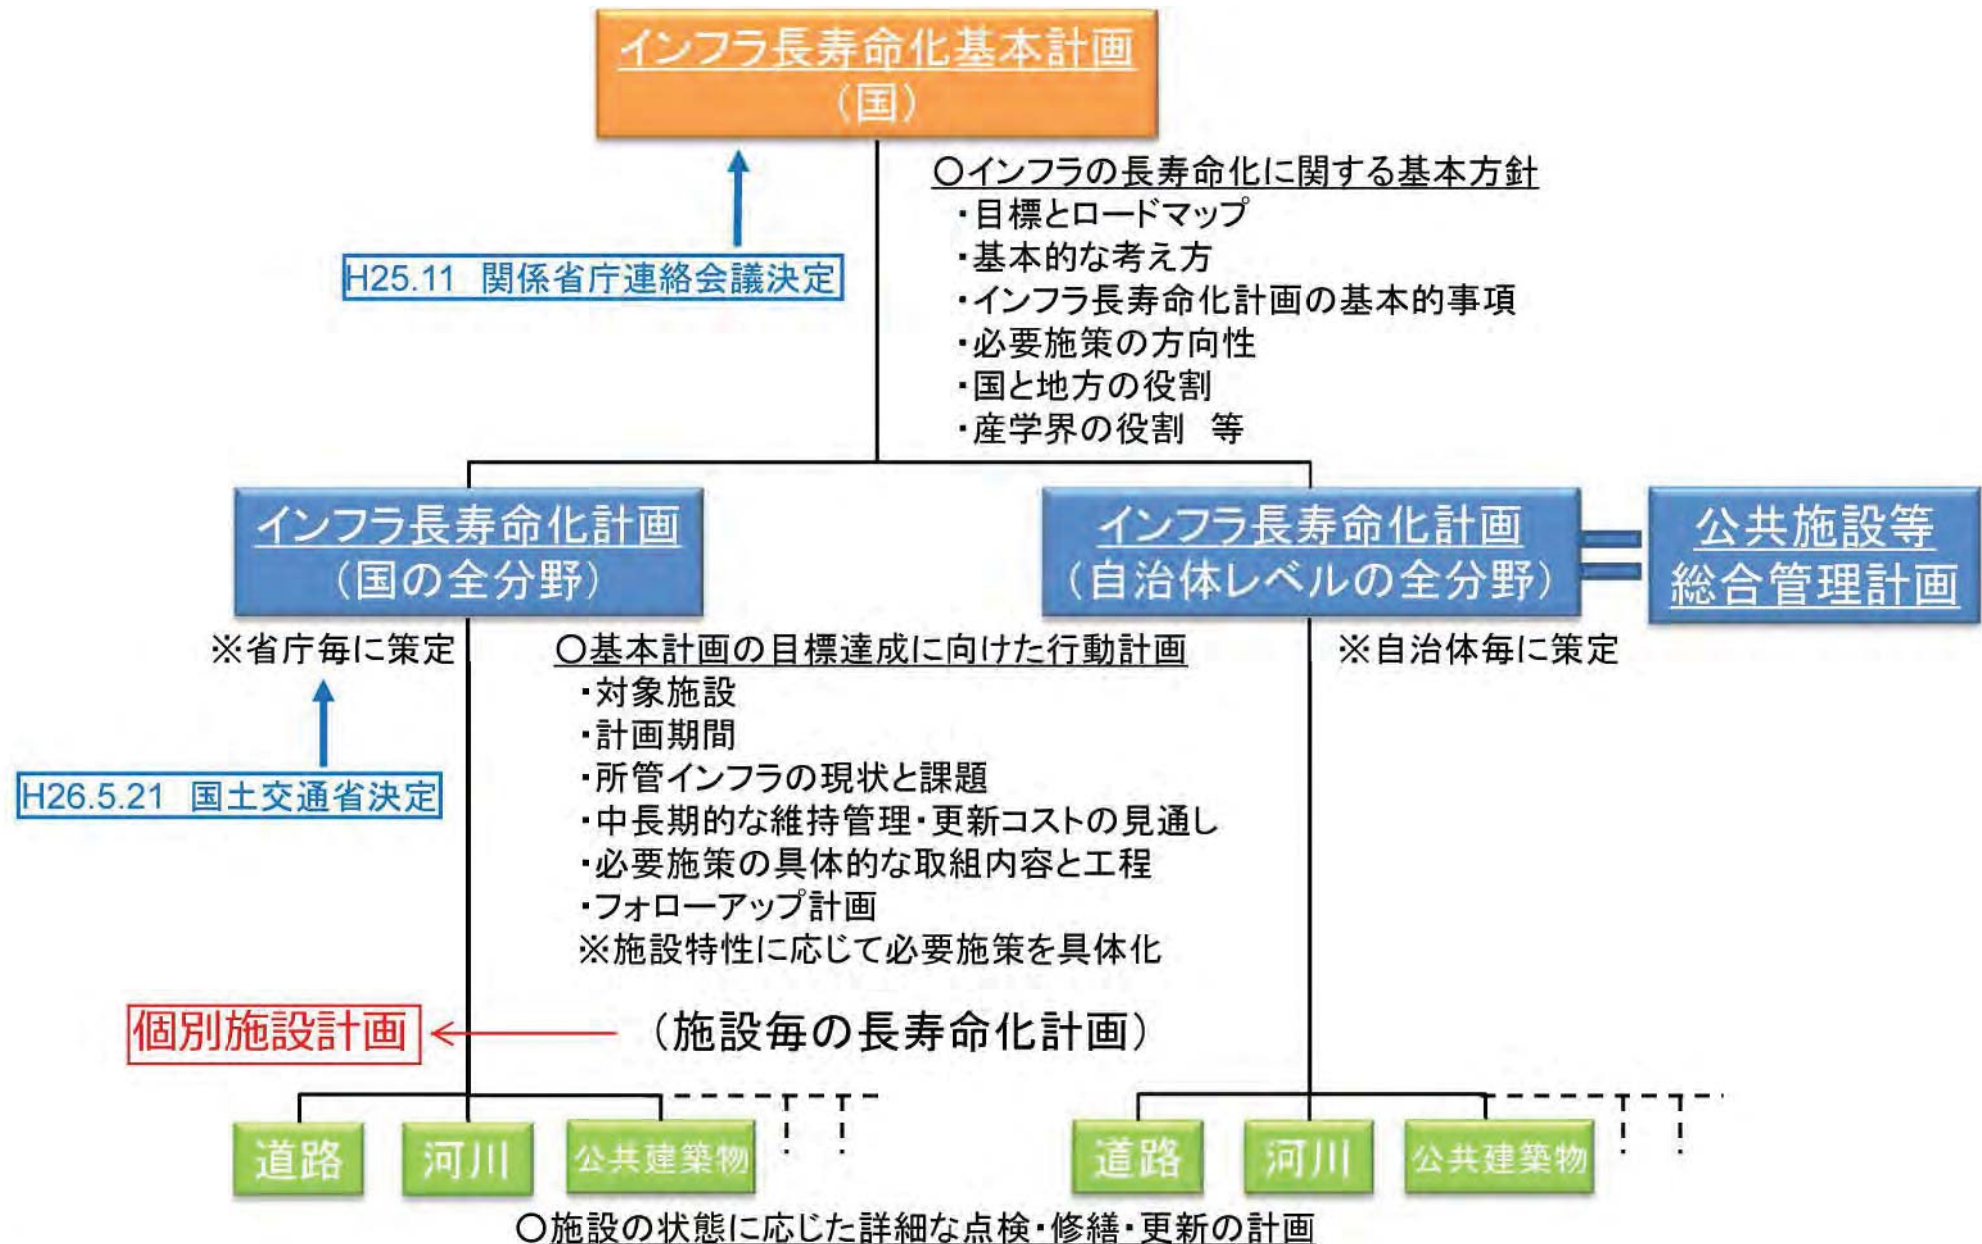 インフラ長寿命化基本計画
（国）
H25.11 関係省庁連絡会議決定
〇インフラの長寿命化に関する基本方針
・目標とロードマップ
・基本的な考え方
・インフラ長寿命化計画の基本的事項
・必要施策の方向性
・国と地方の役割
・産学界の役割 等
インフラ長寿命化計画
（国の全分野）
インフラ長寿命化計画
（自治体レベルの全分野）
公共施設等
総合管理計画
※省庁毎に策定
H26.5.21 国土交通省決定
〇基本計画の目標達成に向けた行動計画
・対象施設
・計画期間
・所管インフラの現状と課題
・中長期的な維持管理・更新コストの見通し
・必要施策の具体的な取組内容と工程
・フォローアップ計画
※施設特性に応じて必要施策を具体化
※自治体毎に策定
個別施設計画
（施設毎の長寿命化計画）
道路
河川
公共建築物
道路
河川
公共建築物
〇施設の状態に応じた詳細な点検・修繕・更新の計画